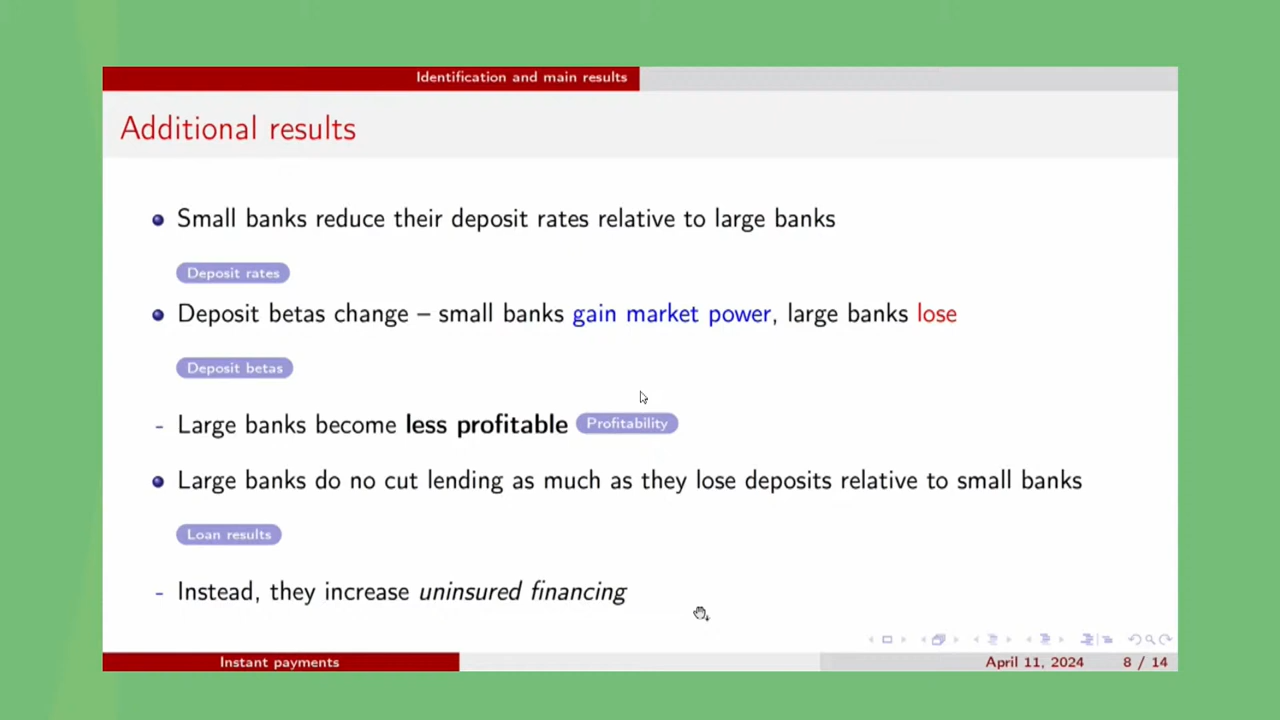 Identification and main results
Additional results
Small banks reduce their deposit rates relative to large banks
Deposit rates
Deposit betas change – small banks gain market power, large banks lose
Deposit betas
- Large banks become less profitable Profitability
Large banks do no cut lending as much as they lose deposits relative to small banks
Loan results
- Instead, they increase uninsured financing
Instant payments April 11, 2024 8 / 14